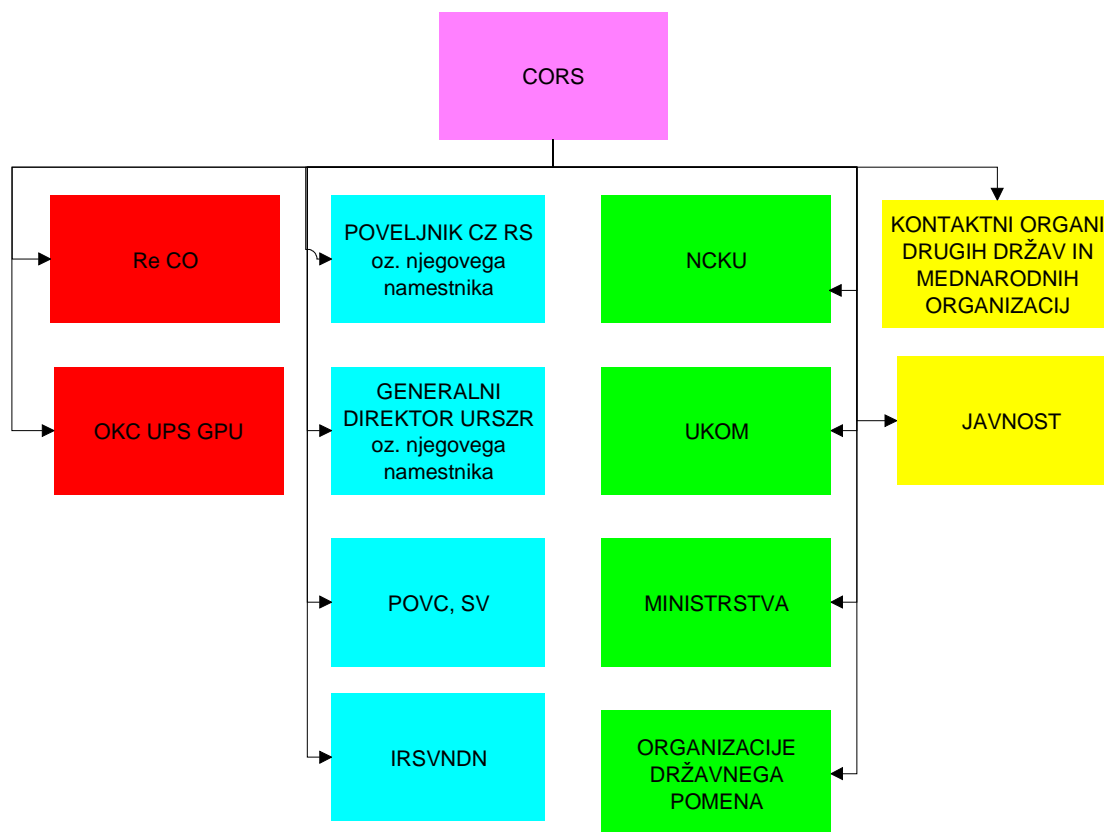 CORS
Re CO
OKC UPS GPU
POVELJNIK CZ RS
oz. njegovega
namestnika
GENERALNI
DIREKTOR URSZR
oz. njegovega
namestnika
POVC, SV
IRSVNDN
NCKU
UKOM
MINISTRSTVA
ORGANIZACIJE
DRŽAVNEGA
POMENA
KONTAKTNI ORGANI
DRUGIH DRŽAV IN
MEDNARODNIH
ORGANIZACIJ
JAVNOST